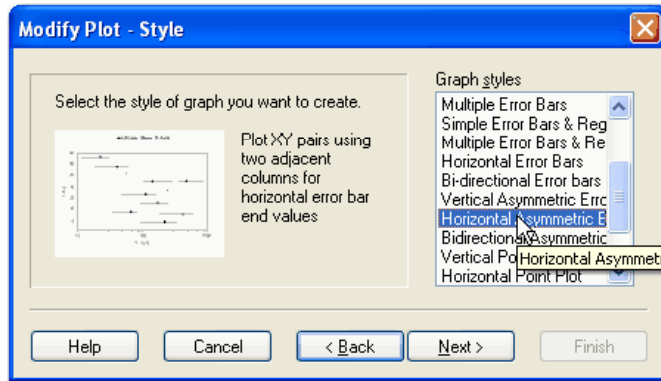 Modify Plot - Style
Select the style of graph you want to create.
Plot XY pairs using
two adjacent
columns for
horizontal error bar
end values
Graph styles
Multiple Error Bars
Simple Error Bars & Reg
Multiple Error Bars & Re
Horizontal Error Bars
Bi-directional Error bars
Vertical Asymmetric Erro
Horizontal Asymmetric E
Bidirectional Asymmetric
Vertical Po
Horizontal Asymmetr
Horizontal Point Plot
Help
Cancel
< Back
Next >
Finish